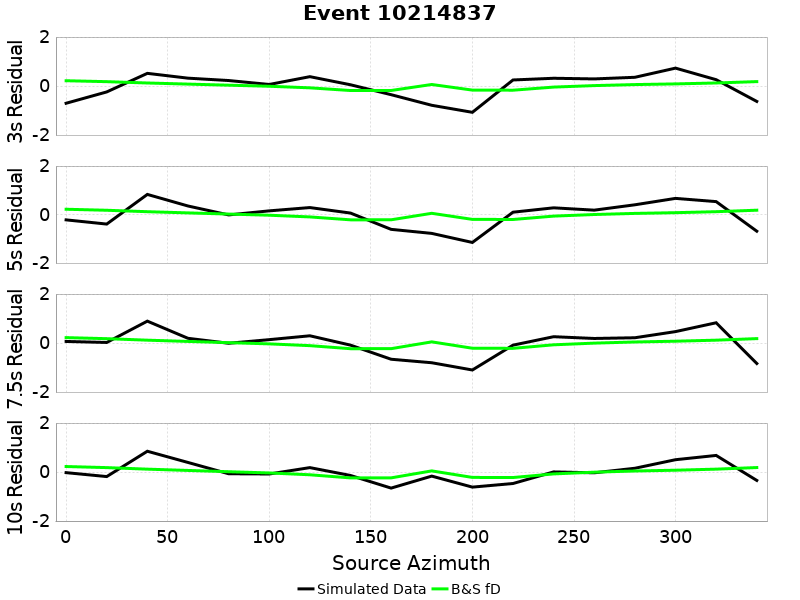 Event 10214837
3s Residual
2
0
-2
5s Residual
2
0
-2
7.5s Residual
2
0
-2
10s Residual
2
0
-2
0 50 100 150 200 250 300
Source Azimuth
Simulated Data B&S fD